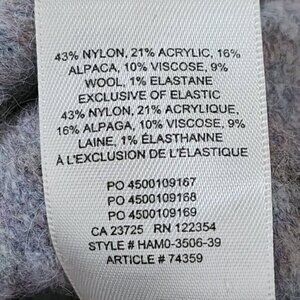 43% NYLON, 21% ACRYLIC, 16%
ALPACA, 10% VISCOSE, 9%
WOOL, 1% ELASTANE
EXCLUSIVE OF ELASTIC
43% NYLON, 21% ACRYLIQUE,
16% ALPAGA, 10% VISCOSE, 9%
LAINE, 1% ÉLASTHANNE
À L'EXCLUSION DE L'ÉLASTIQUE
PO 4500109167
PO 4500109168
PO 4500109169
CA 23725 RN 122354
STYLE # HAM0-3506-39
ARTICLE # 74359